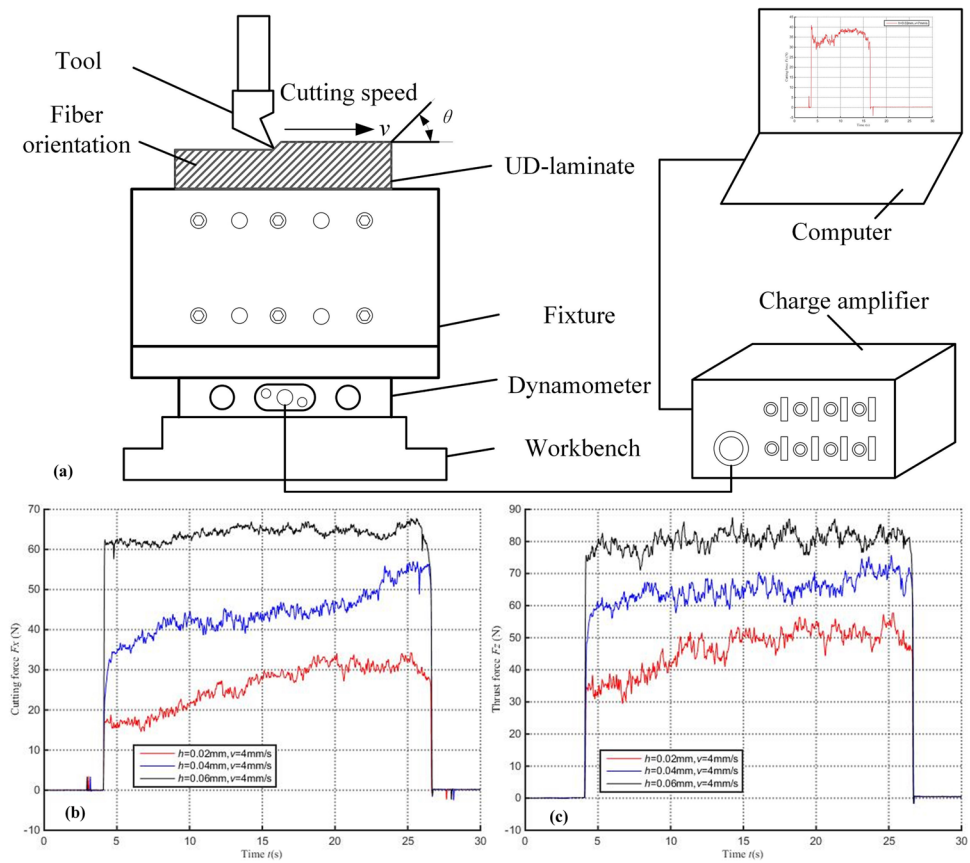 Tool
Cutting speed
v
θ
Fiber
orientation
UD-laminate
Computer
Fixture
Charge amplifier
Dynamometer
Workbench
(a)
70
60
50
40
30
20
10
0
-10
Cutting force Fx (N)
h=0.02mm,v=4mm/s
h=0.04mm,v=4mm/s
h=0.06mm,v=4mm/s
(b)
0 5 10 15 20 25 30
Time t(s)
90
80
70
60
50
40
30
20
10
0
-10
Thrust force Fz (N)
h=0.02mm,v=4mm/s
h=0.04mm,v=4mm/s
h=0.06mm,v=4mm/s
(c)
0 5 10 15 20 25 30
Time t(s)